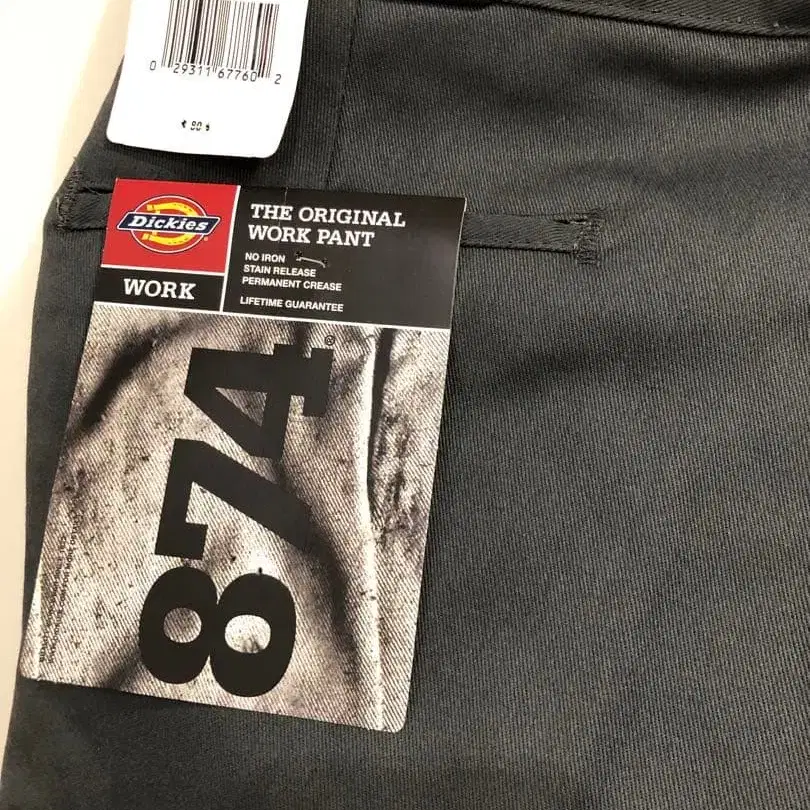 0 29311 67760 2
Dickies
WORK
THE ORIGINAL
WORK PANT
NO IRON
STAIN RELEASE
PERMANENT CREASE
LIFETIME GUARANTEE
874®